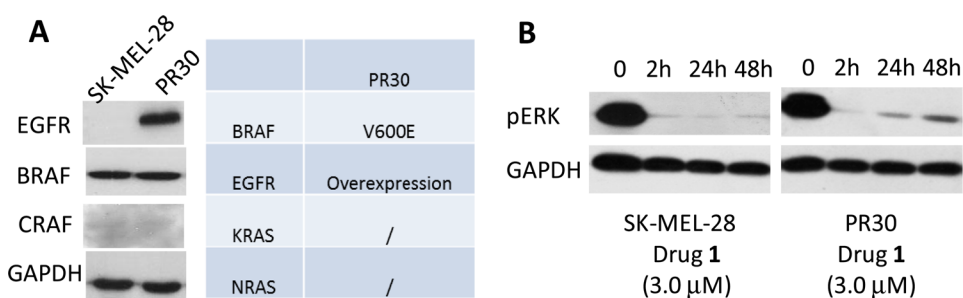 A
SK-MEL-28
PR30
EGFR
BRAF
CRAF
GAPDH
PR30
BRAF V600E
EGFR Overexpression
KRAS /
NRAS /
B
0 2h 24h 48h 0 2h 24h 48h
pERK
GAPDH
SK-MEL-28
Drug 1
(3.0 μM)
PR30
Drug 1
(3.0 μM)